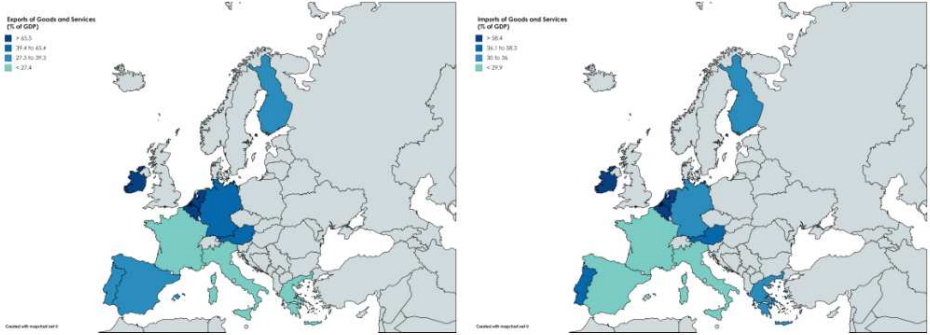 Exports of Goods and Services
(% of GDP)
> 65.5
39.4 to 65.4
27.5 to 39.3
< 27.4
Created with mapchart.net ©
Imports of Goods and Services
(% of GDP)
> 58.4
36.1 to 58.3
30 to 36
< 29.9
Created with mapchart.net ©